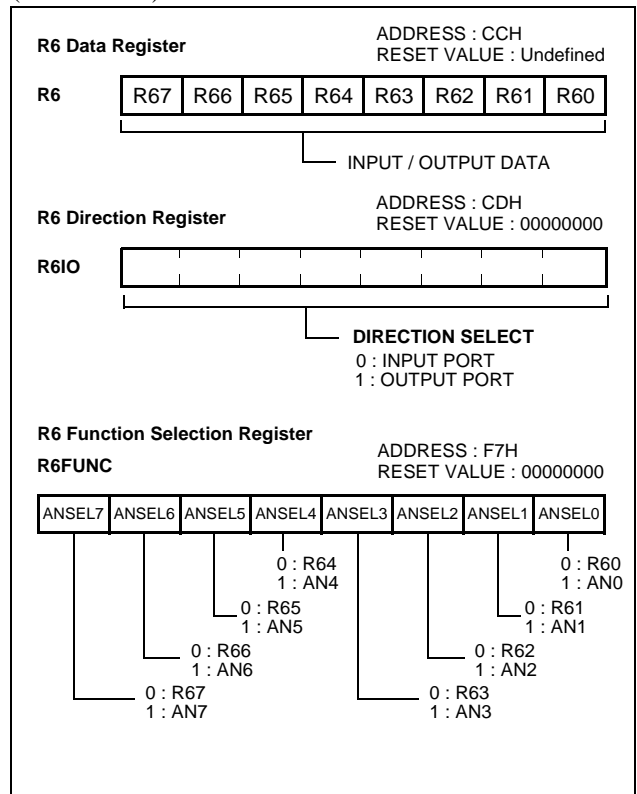 R6 Data Register
ADDRESS : CCH
RESET VALUE : Undefined
R6
R67 R66 R65 R64 R63 R62 R61 R60
INPUT / OUTPUT DATA
R6 Direction Register
ADDRESS : CDH
RESET VALUE : 00000000
R6IO
DIRECTION SELECT
0 : INPUT PORT
1 : OUTPUT PORT
R6 Function Selection Register
R6FUNC
ADDRESS : F7H
RESET VALUE : 00000000
ANSEL7 ANSEL6 ANSEL5 ANSEL4 ANSEL3 ANSEL2 ANSEL1 ANSEL0
0 : R64
1 : AN4
0 : R60
1 : AN0
0 : R65
1 : AN5
0 : R61
1 : AN1
0 : R66
1 : AN6
0 : R62
1 : AN2
0 : R67
1 : AN7
0 : R63
1 : AN3